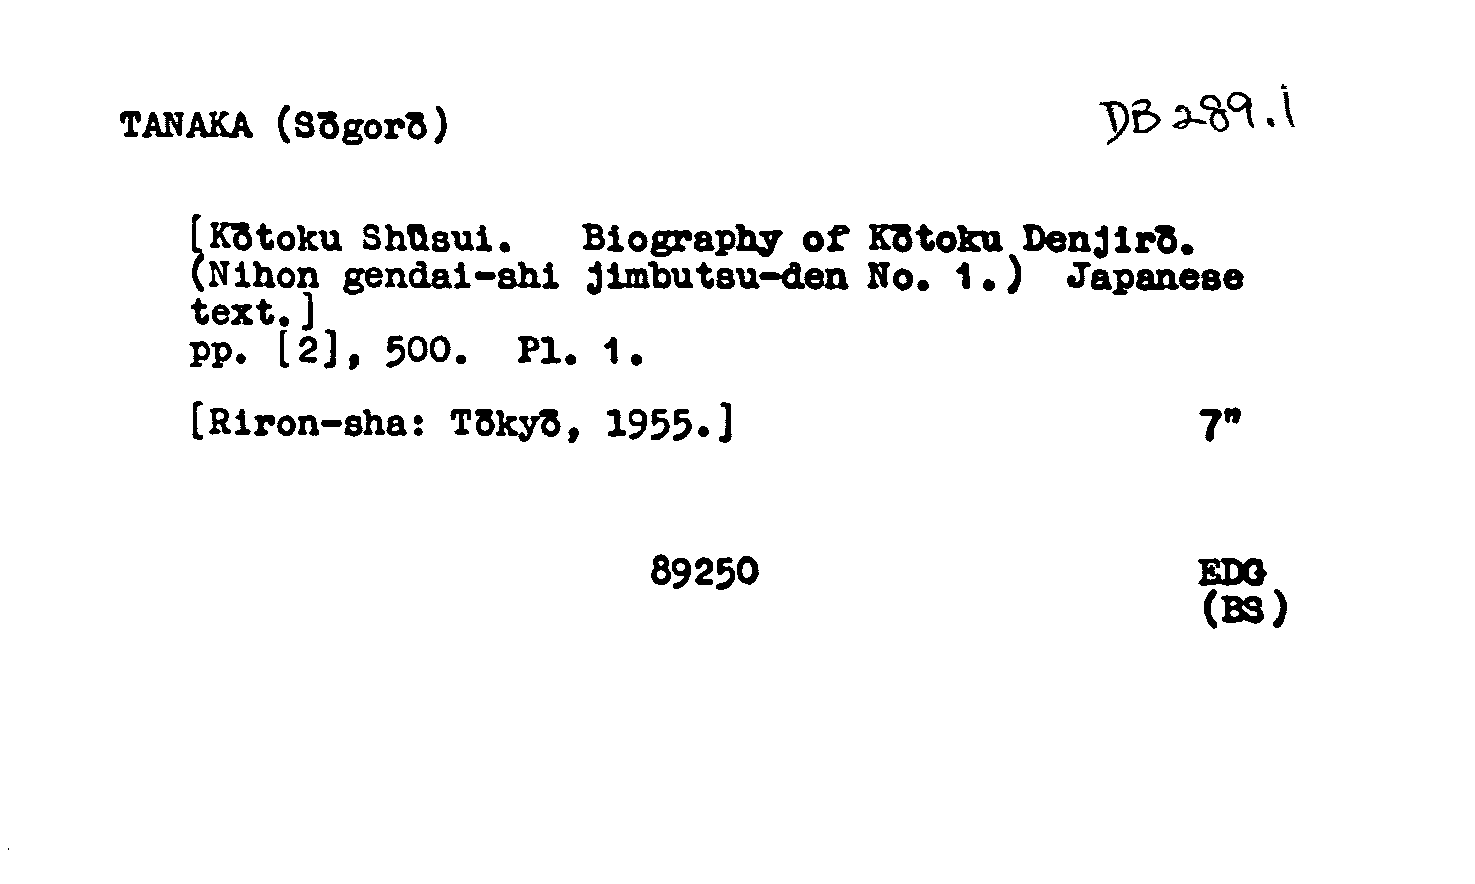 TANAKA (Sōgorō)
DB 289.i
[Kōtoku Shūsui. Biography of Kōtoku Denjirō.
(Nihon gendai-shi jimbutsu-den No. 1.) Japanese
text.]
pp. [2], 500. Pl. 1.
[Riron-sha: Tōkyō, 1955.] 7"
89250 EDG
(BS)